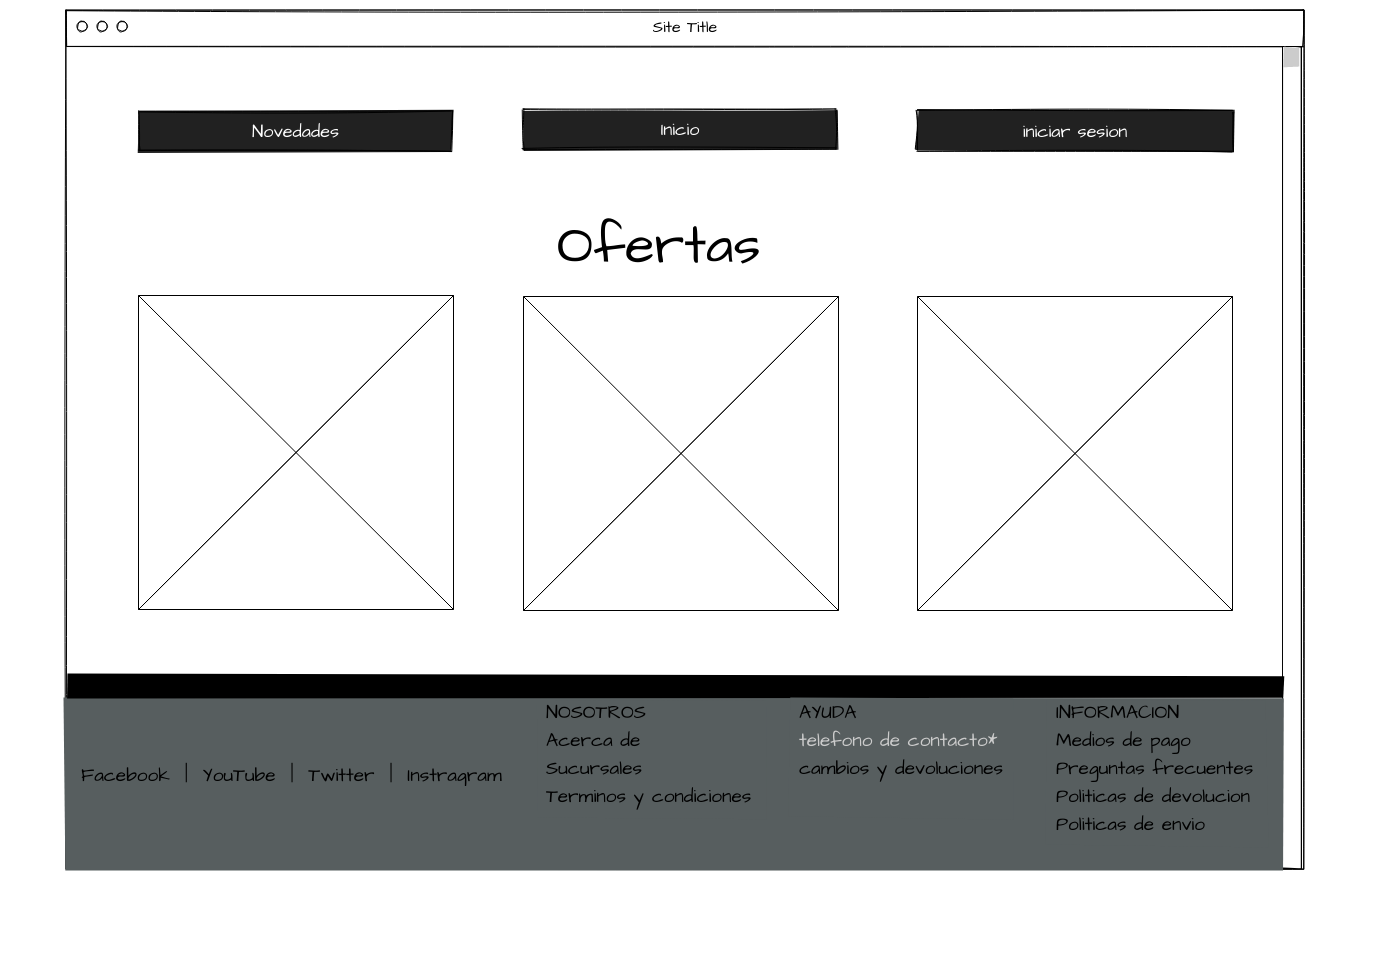 Site Title
Novedades
Inicio
iniciar sesion
Ofertas
Facebook | YouTube | Twitter | Instraqram
NOSOTROS
Acerca de
Sucursales
Terminos y condiciones
AYUDA
telefono de contacto*
cambios y devoluciones
INFORMACION
Medios de pago
Preguntas frecuentes
Politicas de devolucion
Politicas de envio